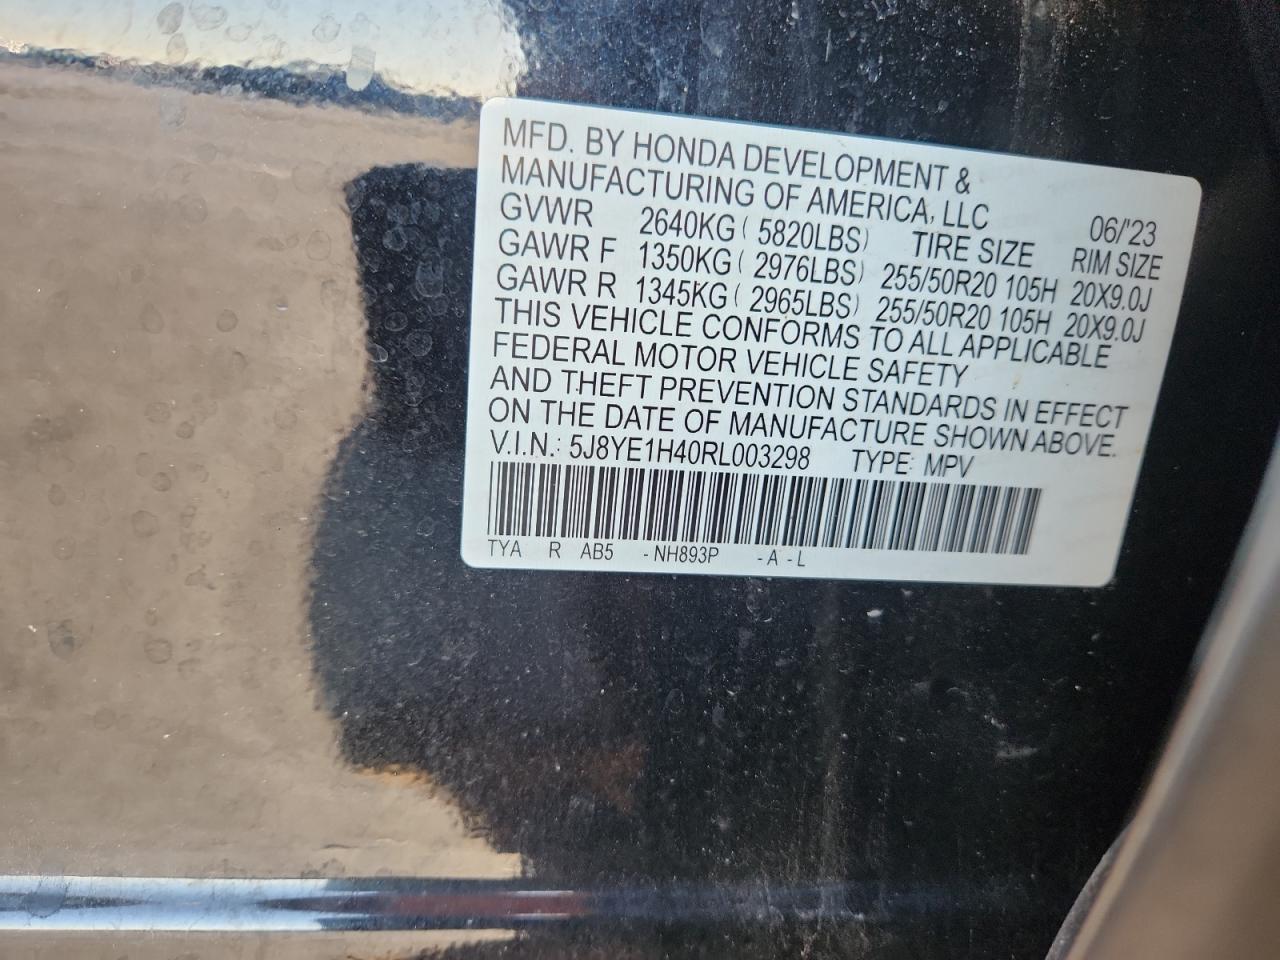 MFD. BY HONDA DEVELOPMENT &
MANUFACTURING OF AMERICA, LLC 06/'23
GVWR 2640KG ( 5820LBS) TIRE SIZE RIM SIZE
GAWR F 1350KG ( 2976LBS) 255/50R20 105H 20X9.0J
GAWR R 1345KG ( 2965LBS) 255/50R20 105H 20X9.0J
THIS VEHICLE CONFORMS TO ALL APPLICABLE
FEDERAL MOTOR VEHICLE SAFETY
AND THEFT PREVENTION STANDARDS IN EFFECT
ON THE DATE OF MANUFACTURE SHOWN ABOVE.
V.I.N.: 5J8YE1H40RL003298 TYPE: MPV
TYA R AB5 -NH893P -A -L